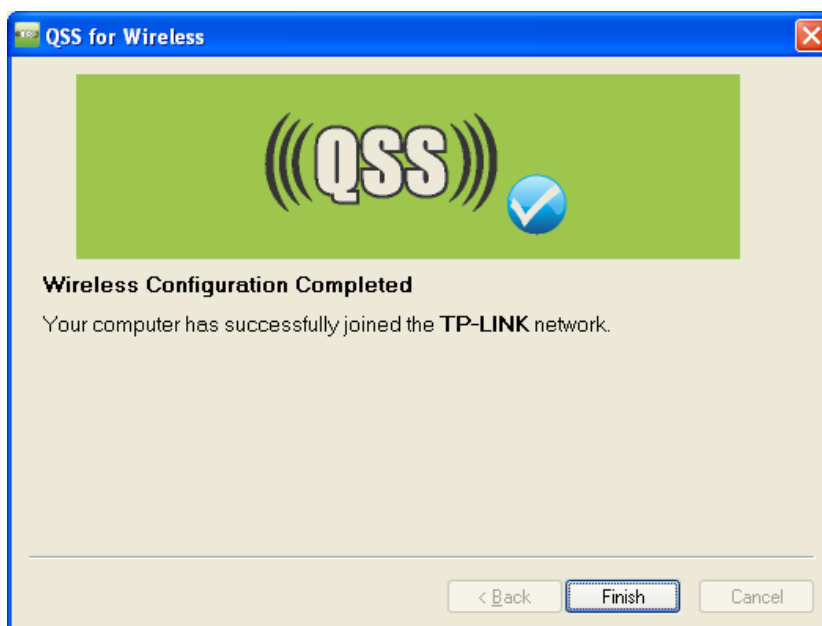 QSS for Wireless
(((QSS)))
Wireless Configuration Completed
Your computer has successfully joined the TP-LINK network.
< Back
Finish
Cancel